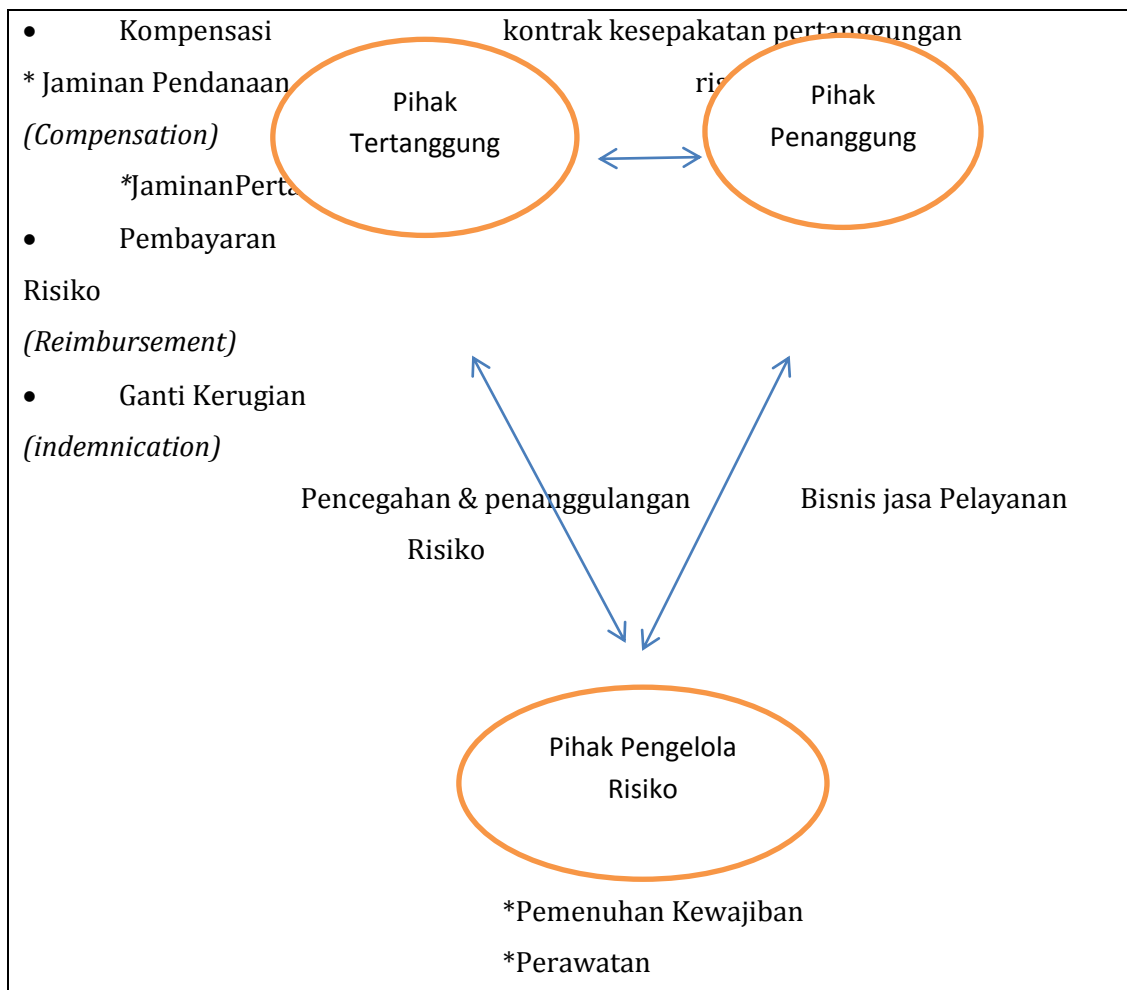 • Kompensasi kontrak kesepakatan pertanggungan
* Jaminan Pendanaan
(Compensation)
Pihak
Tertanggung
Pihak
Penanggung
• Pembayaran
Risiko
(Reimbursement)
• Ganti Kerugian
(indemnication)
Pencegahan & penanggulangan Bisnis jasa Pelayanan
Risiko
Pihak Pengelola
Risiko
*Pemenuhan Kewajiban
*Perawatan